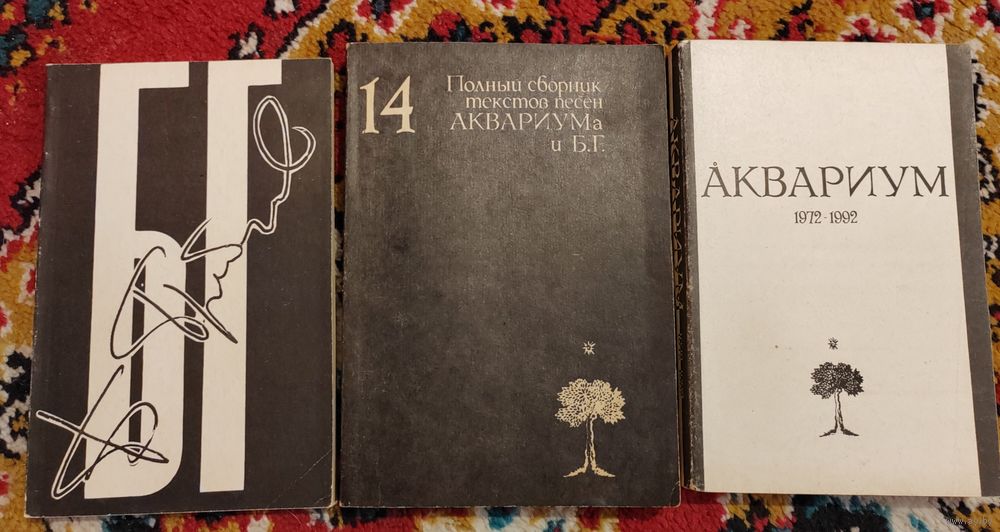 БГ
14
Полный сборник
текстов песен
АКВАРИУМа
и Б.Г.
АКВАРИУМ
1972-1992